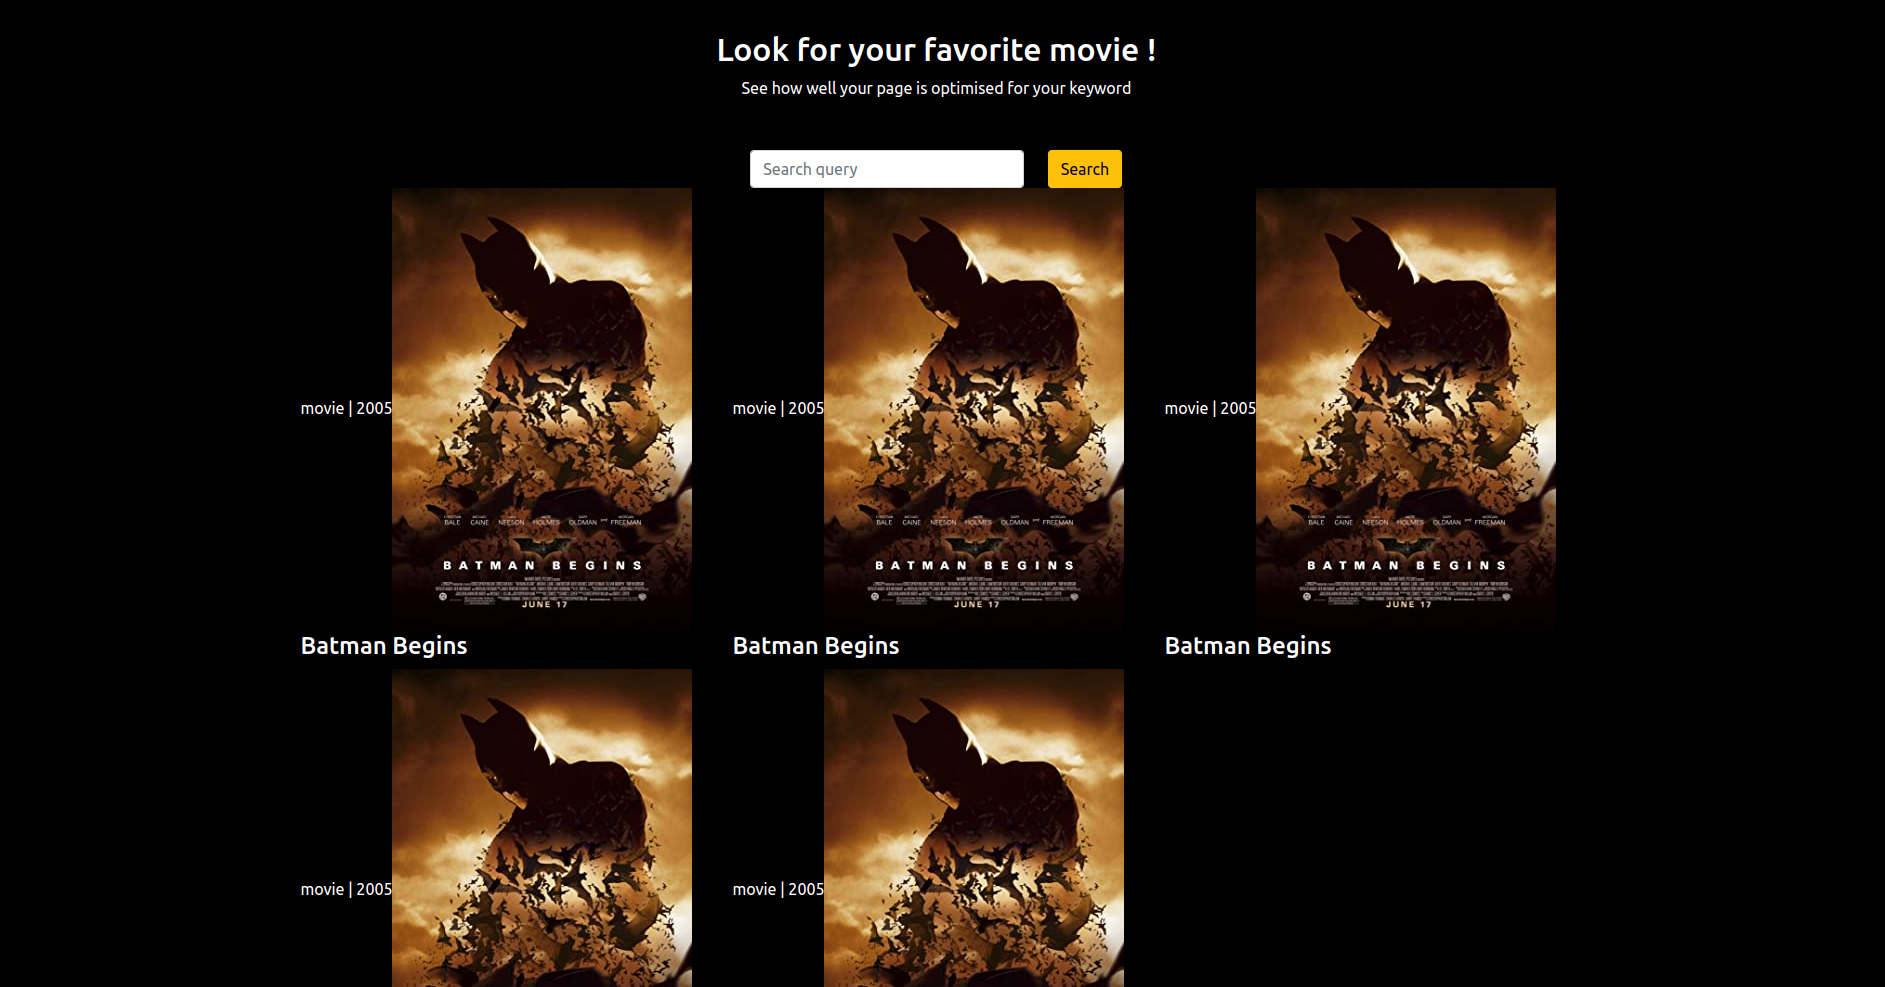 Look for your favorite movie !
See how well your page is optimised for your keyword
Search query
Search
movie | 2005
movie | 2005
movie | 2005
BALE CAINE NEESON HOLMES OLDMAN and FREEMAN
BATMAN BEGINS
JUNE 17
BALE CAINE NEESON HOLMES OLDMAN and FREEMAN
BATMAN BEGINS
JUNE 17
BALE CAINE NEESON HOLMES OLDMAN and FREEMAN
BATMAN BEGINS
JUNE 17
Batman Begins
Batman Begins
Batman Begins
movie | 2005
movie | 2005